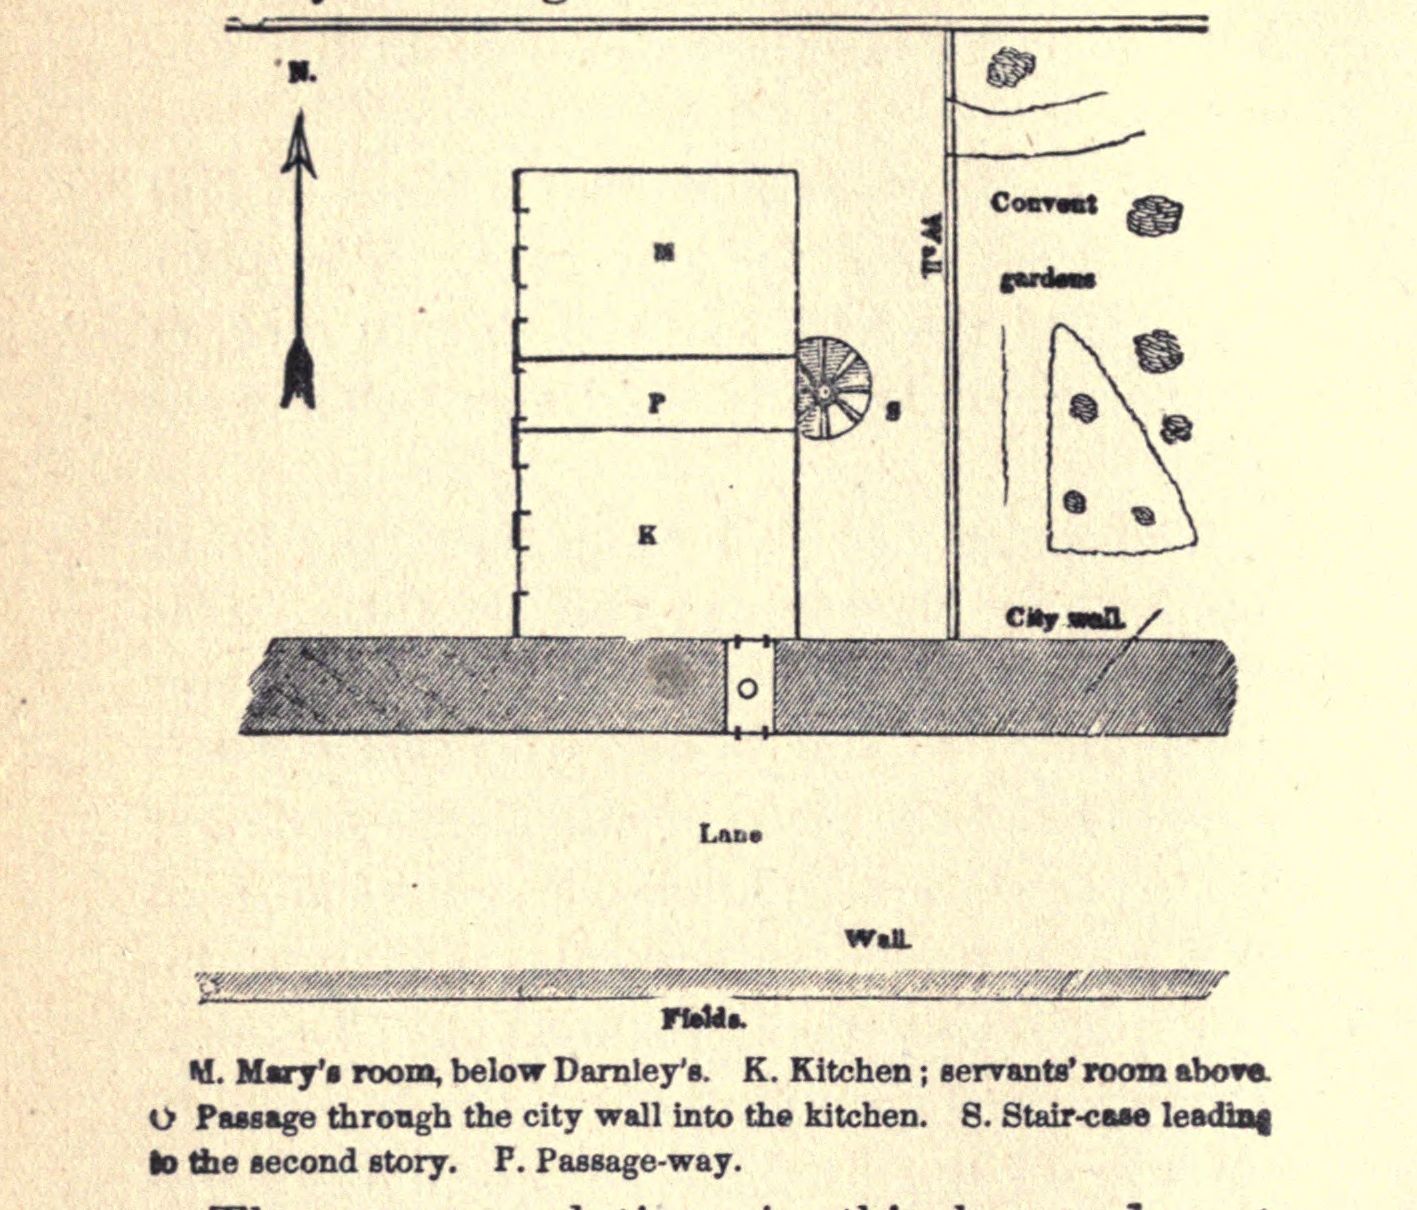 N.
Wall
Convent
gardens
M
P
S
K
City wall.
O
Lane
Wall.
Fields.
M. Mary's room, below Darnley's. K. Kitchen; servants' room above.
O Passage through the city wall into the kitchen. S. Stair-case leading
to the second story. P. Passage-way.